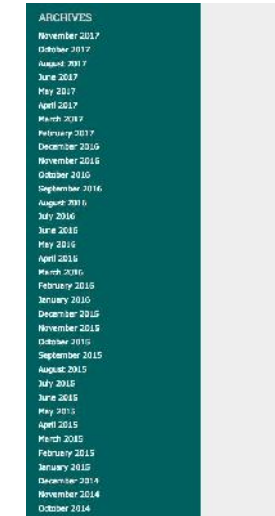 ARCHIVES
November 2017
October 2017
August 2017
June 2017
May 2017
April 2017
March 2017
February 2017
December 2016
November 2016
October 2016
September 2016
August 2016
July 2016
June 2016
May 2016
April 2016
March 2016
February 2016
January 2016
December 2015
November 2015
October 2015
September 2015
August 2015
July 2015
June 2015
May 2015
April 2015
March 2015
February 2015
January 2015
December 2014
November 2014
October 2014